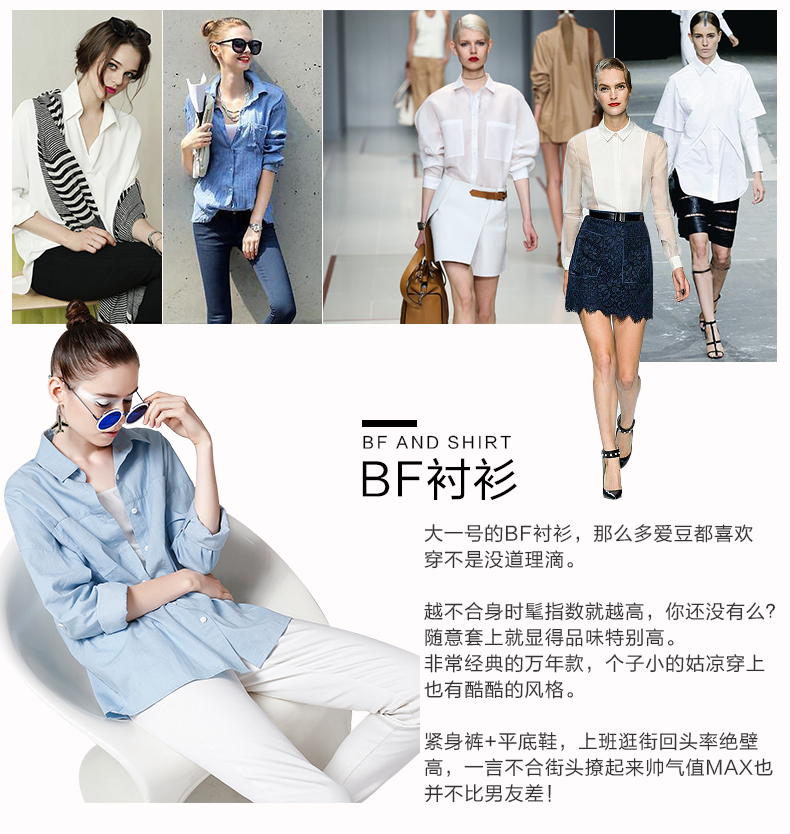 BF AND SHIRT
BF衬衫
大一号的BF衬衫，那么多爱豆都喜欢
穿不是没道理滴。
越不合身时髦指数就越高，你还没有么?
随意套上就显得品味特别高。
非常经典的万年款，个子小的姑凉穿上
也有酷酷的风格。
紧身裤+平底鞋，上班逛街回头率绝壁
高，一言不合街头撩起来帅气值MAX也
并不比男友差!